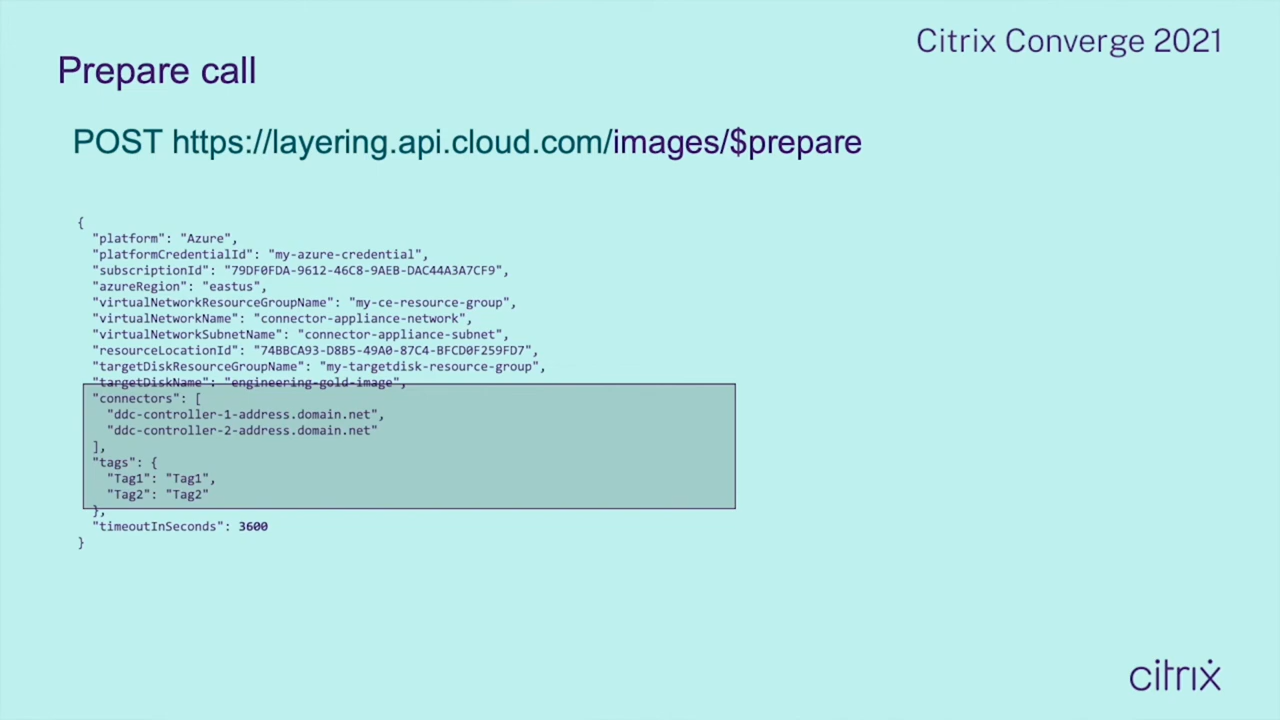 Citrix Converge 2021
Prepare call
POST https://layering.api.cloud.com/images/$prepare
{
"platform": "Azure",
"platformCredentialId": "my-azure-credential",
"subscriptionId": "79DF0FDA-9612-46C8-9AEB-DAC44A3A7CF9",
"azureRegion": "eastus",
"virtualNetworkResourceGroupName": "my-ce-resource-group",
"virtualNetworkName": "connector-appliance-network",
"virtualNetworkSubnetName": "connector-appliance-subnet",
"resourceLocationId": "74BBCA93-D8B5-49A0-87C4-BFCD0F259FD7",
"targetDiskResourceGroupName": "my-targetdisk-resource-group",
"targetDiskName": "engineering-gold-image",
"connectors": [
"ddc-controller-1-address.domain.net",
"ddc-controller-2-address.domain.net"
],
"tags": {
"Tag1": "Tag1",
"Tag2": "Tag2"
},
"timeoutInSeconds": 3600
}
citrix